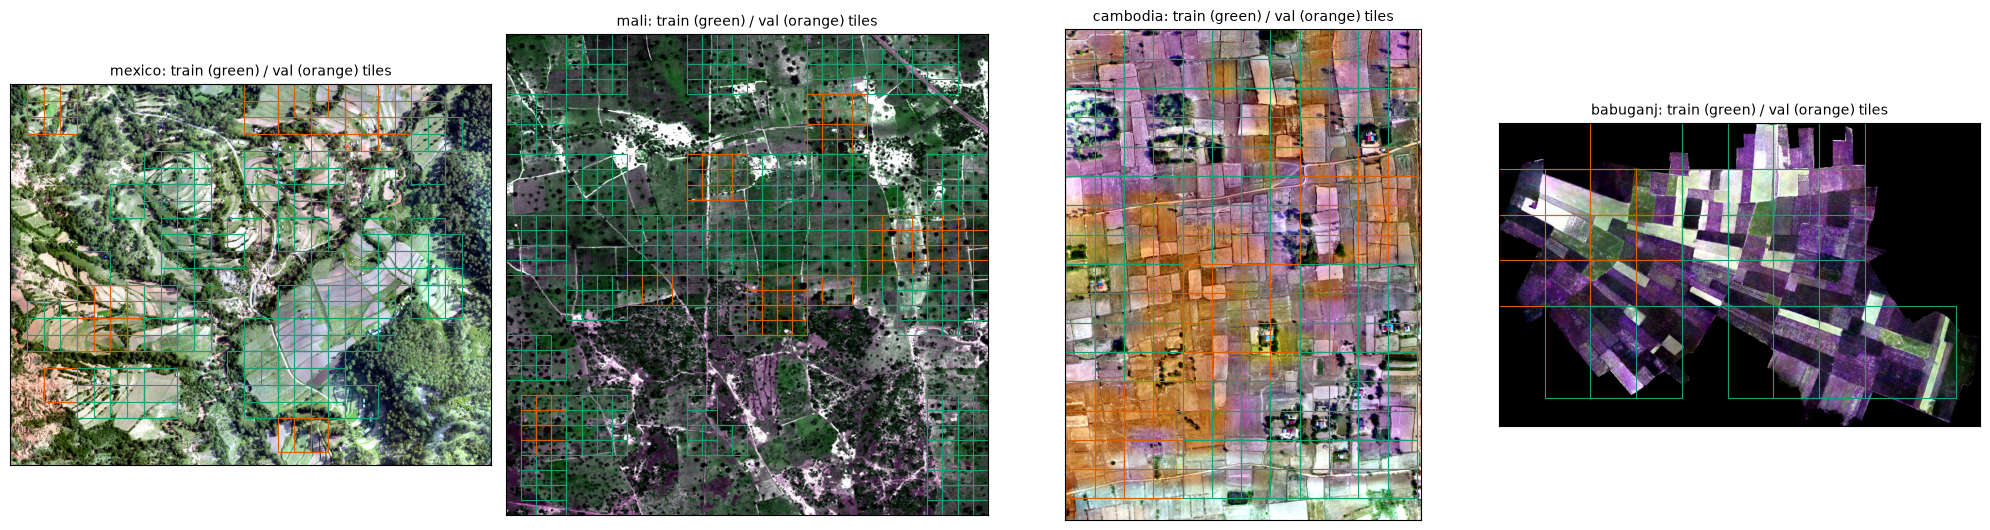 mexico: train (green) / val (orange) tiles
mali: train (green) / val (orange) tiles
cambodia: train (green) / val (orange) tiles
babuganj: train (green) / val (orange) tiles